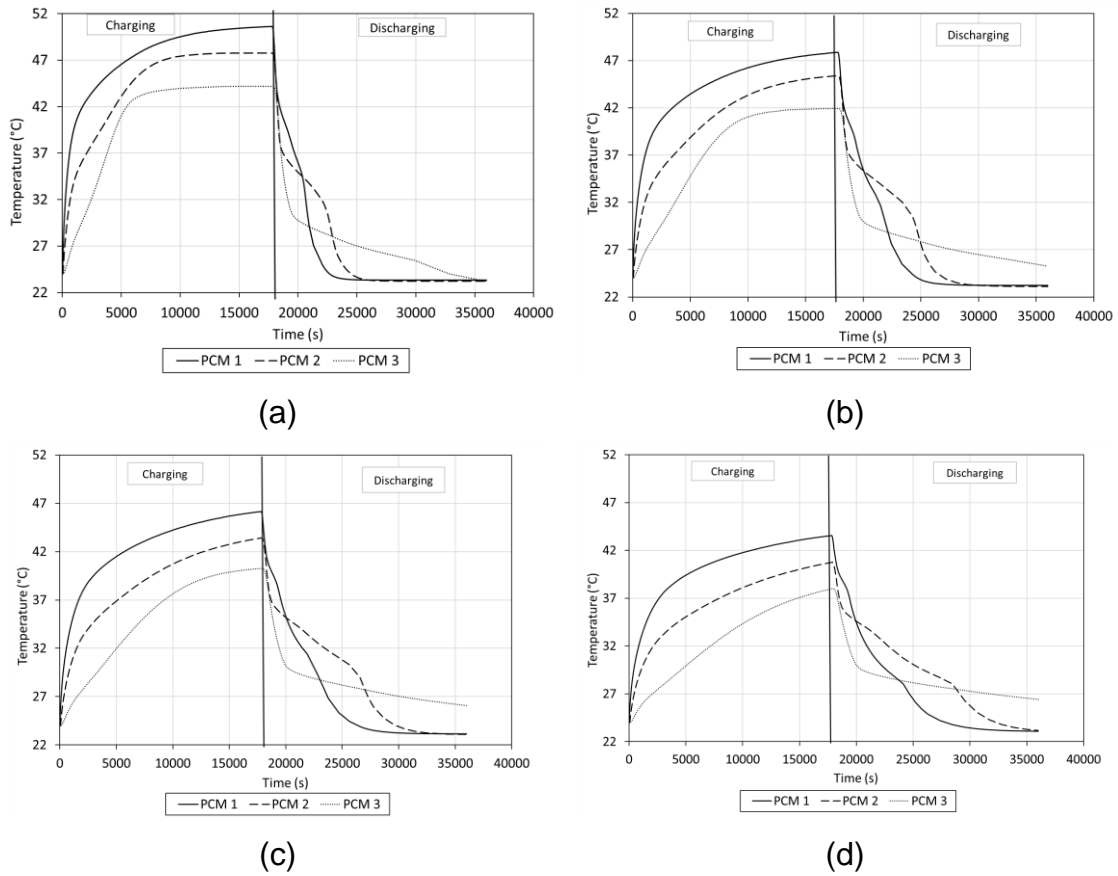 52
47
42
37
32
27
22
Temperature (°C)
Charging
Discharging
0 5000 10000 15000 20000 25000 30000 35000 40000
Time (s)
PCM 1 PCM 2 PCM 3
(a)
52
47
42
37
32
27
22
Temperature (°C)
Charging
Discharging
0 5000 10000 15000 20000 25000 30000 35000 40000
Time (s)
PCM 1 PCM 2 PCM 3
(b)
52
47
42
37
32
27
22
Temperature (°C)
Charging
Discharging
0 5000 10000 15000 20000 25000 30000 35000 40000
Time (s)
PCM 1 PCM 2 PCM 3
(c)
52
47
42
37
32
27
22
Temperature (°C)
Charging
Discharging
0 5000 10000 15000 20000 25000 30000 35000 40000
Time (s)
PCM 1 PCM 2 PCM 3
(d)